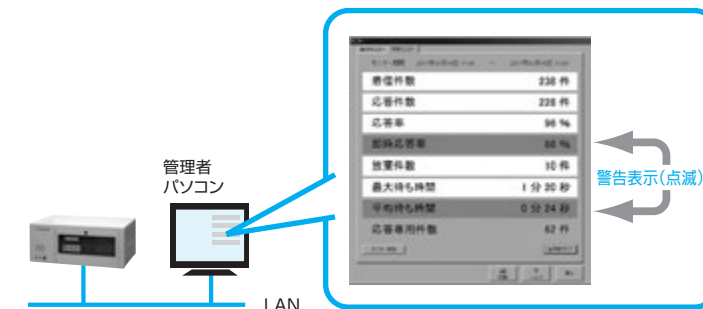 着信件数 238 件
応答件数 228 件
応答率 96 %
即時応答率 66 %
放棄件数 10 件
最大待ち時間 1 分 20 秒
平均待ち時間 0 分 24 秒
応答専用件数 62 件
警告表示(点滅)
管理者
パソコン
LAN